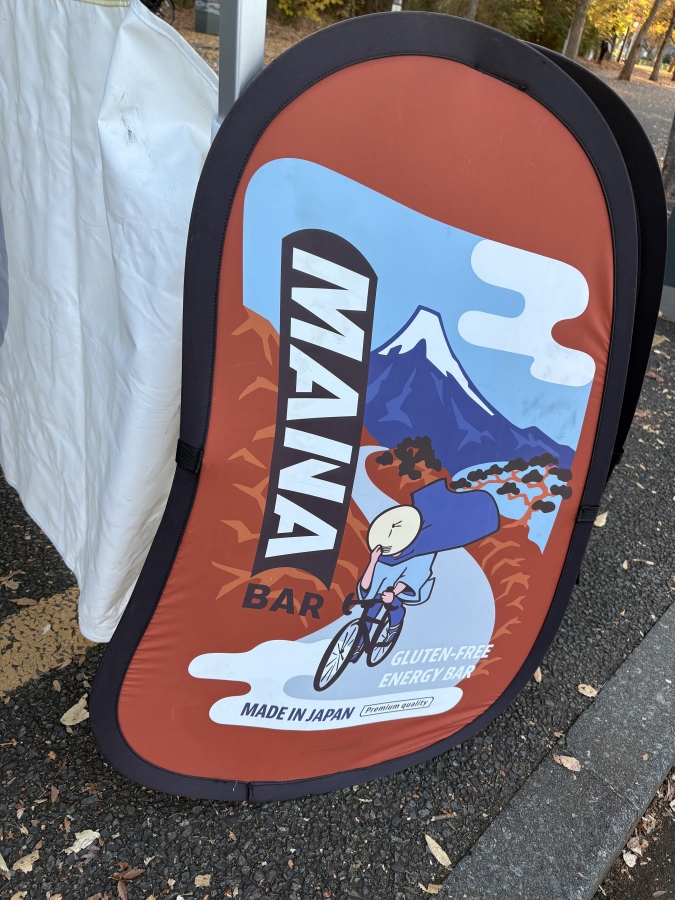 MANA
BAR
GLUTEN-FREE
ENERGY BAR
MADE IN JAPAN Premium quality